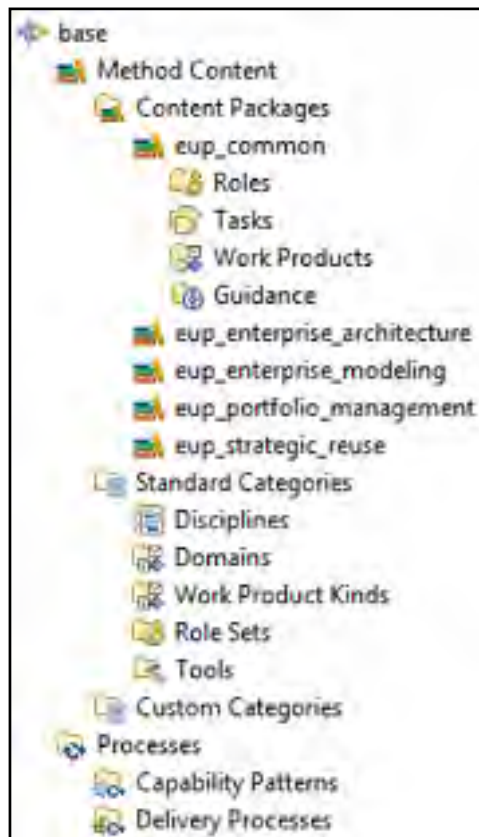 base
Method Content
Content Packages
eup_common
Roles
Tasks
Work Products
Guidance
eup_enterprise_architecture
eup_enterprise_modeling
eup_portfolio_management
eup_strategic_reuse
Standard Categories
Disciplines
Domains
Work Product Kinds
Role Sets
Tools
Custom Categories
Processes
Capability Patterns
Delivery Processes